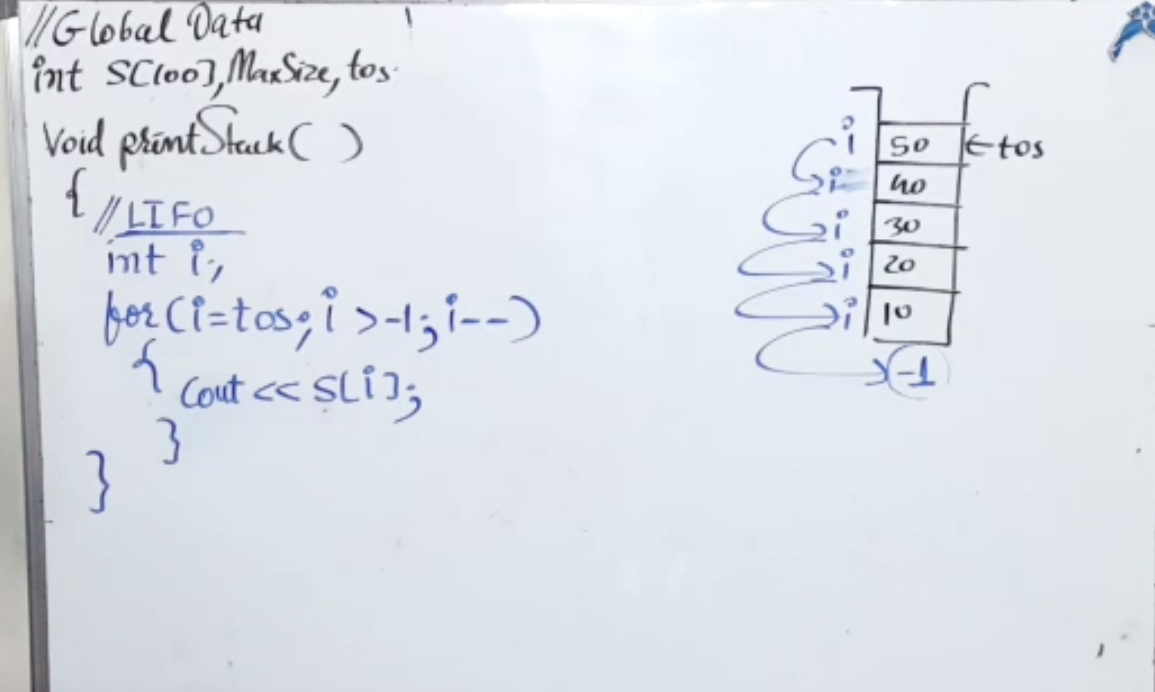 //Global Data
int S[100], MaxSize, tos.
Void printStack( )
{
//LIFO
int i;
for(i=tos; i>-1; i--)
{
Cout << S[i];
}
}
i 50 ←tos
i 40
i 30
i 20
i 10
-1